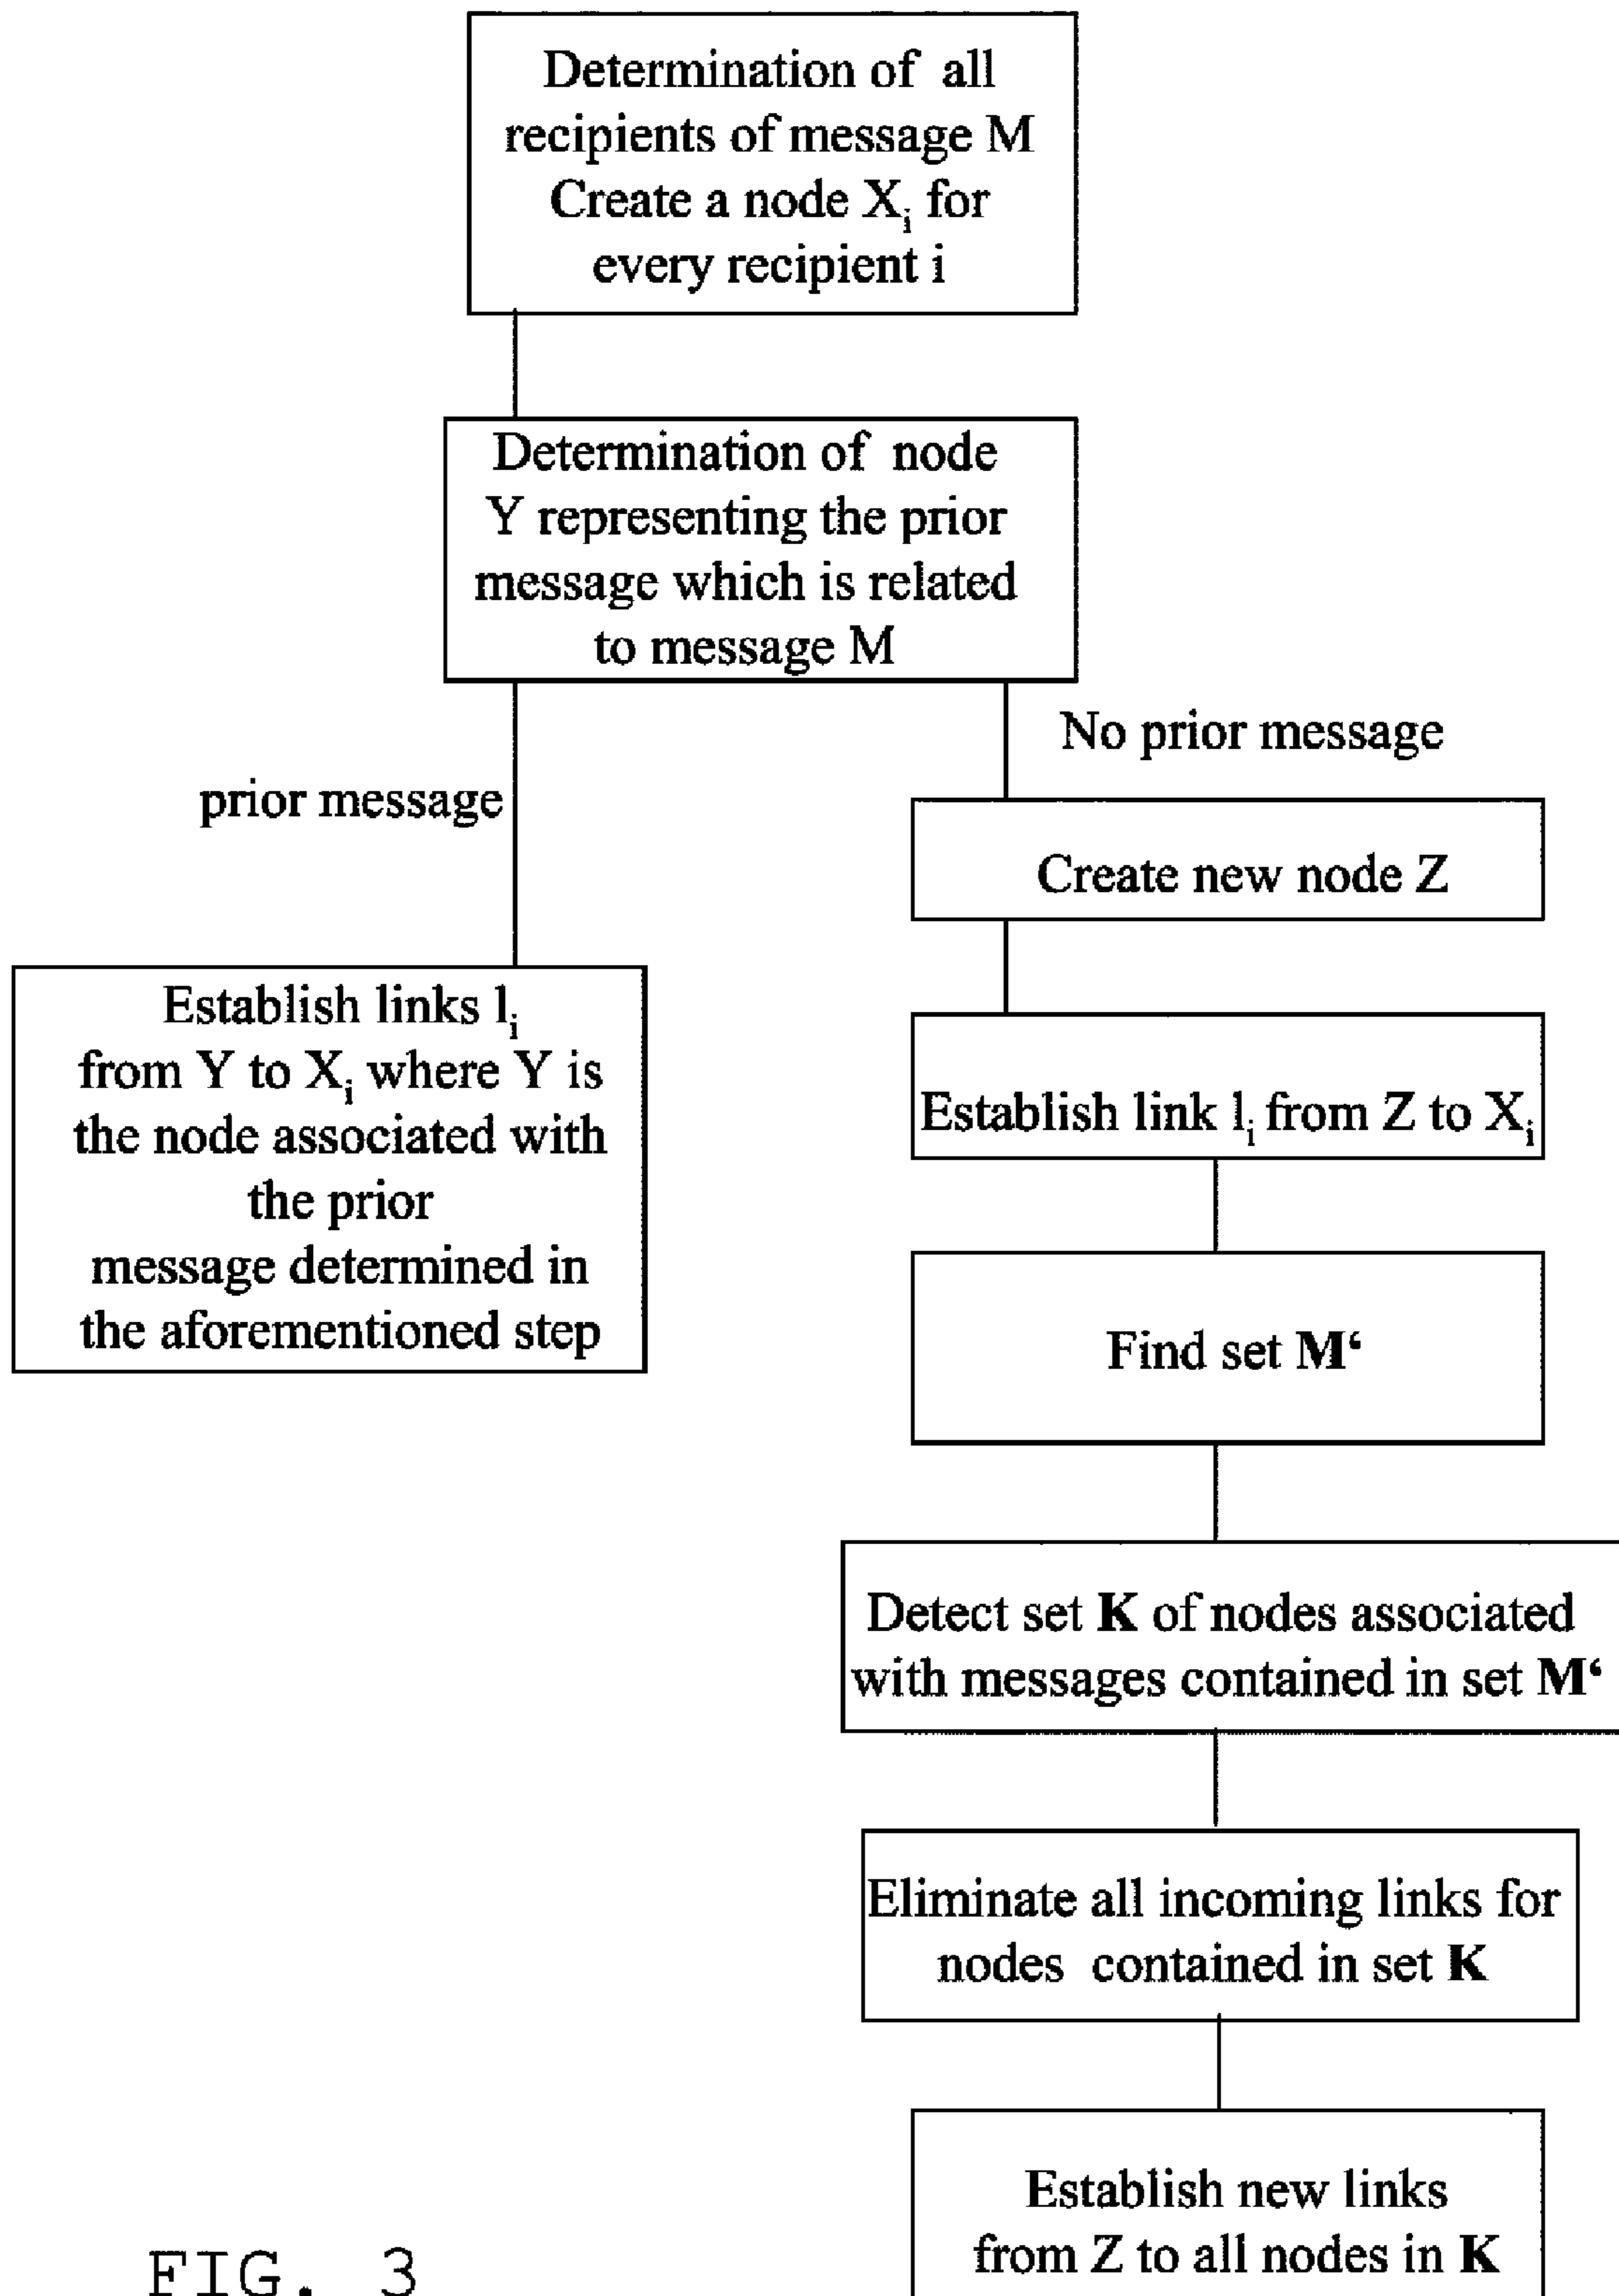 Determination of all
recipients of message M
Create a node Xᵢ for
every recipient i
Determination of node
Y representing the prior
message which is related
to message M
No prior message
prior message
Create new node Z
Establish links lᵢ
from Y to Xᵢ where Y is
the node associated with
the prior
message determined in
the aforementioned step
Establish link lᵢ from Z to Xᵢ
Find set M‘
Detect set K of nodes associated
with messages contained in set M‘
Eliminate all incoming links for
nodes contained in set K
Establish new links
from Z to all nodes in K
FIG. 3